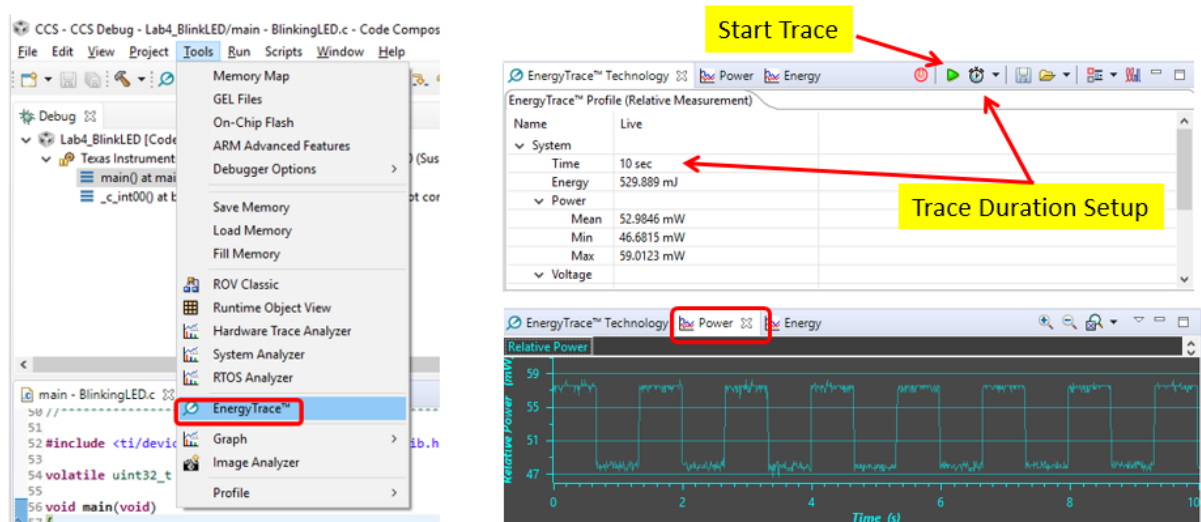 CCS - CCS Debug - Lab4_BlinkLED/main - BlinkingLED.c - Code Compos
File Edit View Project Tools Run Scripts Window Help
Memory Map
GEL Files
On-Chip Flash
ARM Advanced Features
Debugger Options
Save Memory
Load Memory
Fill Memory
ROV Classic
Runtime Object View
Hardware Trace Analyzer
System Analyzer
RTOS Analyzer
EnergyTrace™
Graph
Image Analyzer
Profile
Debug
Lab4_BlinkLED [Code
Texas Instrument
0 (Sus
main() at mai
_c_int00() at b
ot cor
main - BlinkingLED.c
50 //
51
52 #include <ti/devic
ib.h
53
54 volatile uint32_t
55
56 void main(void)
57 {
Start Trace
EnergyTrace™ Technology Power Energy
EnergyTrace™ Profile (Relative Measurement)
Name Live
System
Time 10 sec
Energy 529.889 mJ
Power
Mean 52.9846 mW
Min 46.6815 mW
Max 59.0123 mW
Voltage
Trace Duration Setup
EnergyTrace™ Technology Power Energy
Relative Power
Relative Power (mW)
59
55
51
47
0 2 4 6 8 10
Time (s)